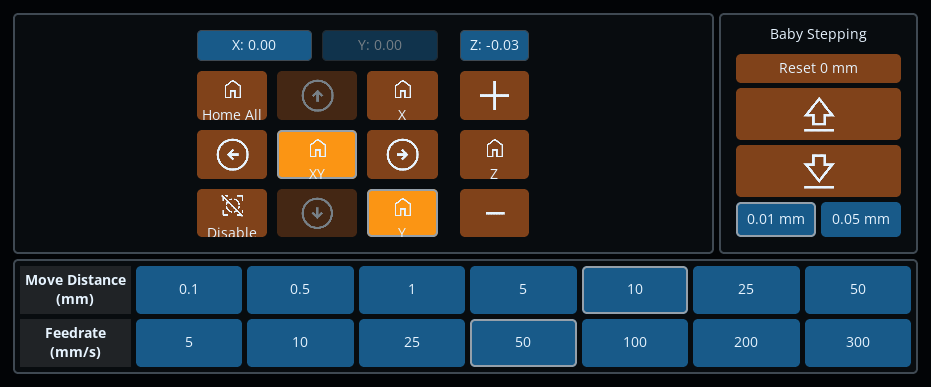 X: 0.00
Y: 0.00
Z: -0.03
Home All
X
XY
Z
Disable
Y
Baby Stepping
Reset 0 mm
0.01 mm
0.05 mm
Move Distance
(mm)
0.1
0.5
1
5
10
25
50
Feedrate
(mm/s)
5
10
25
50
100
200
300